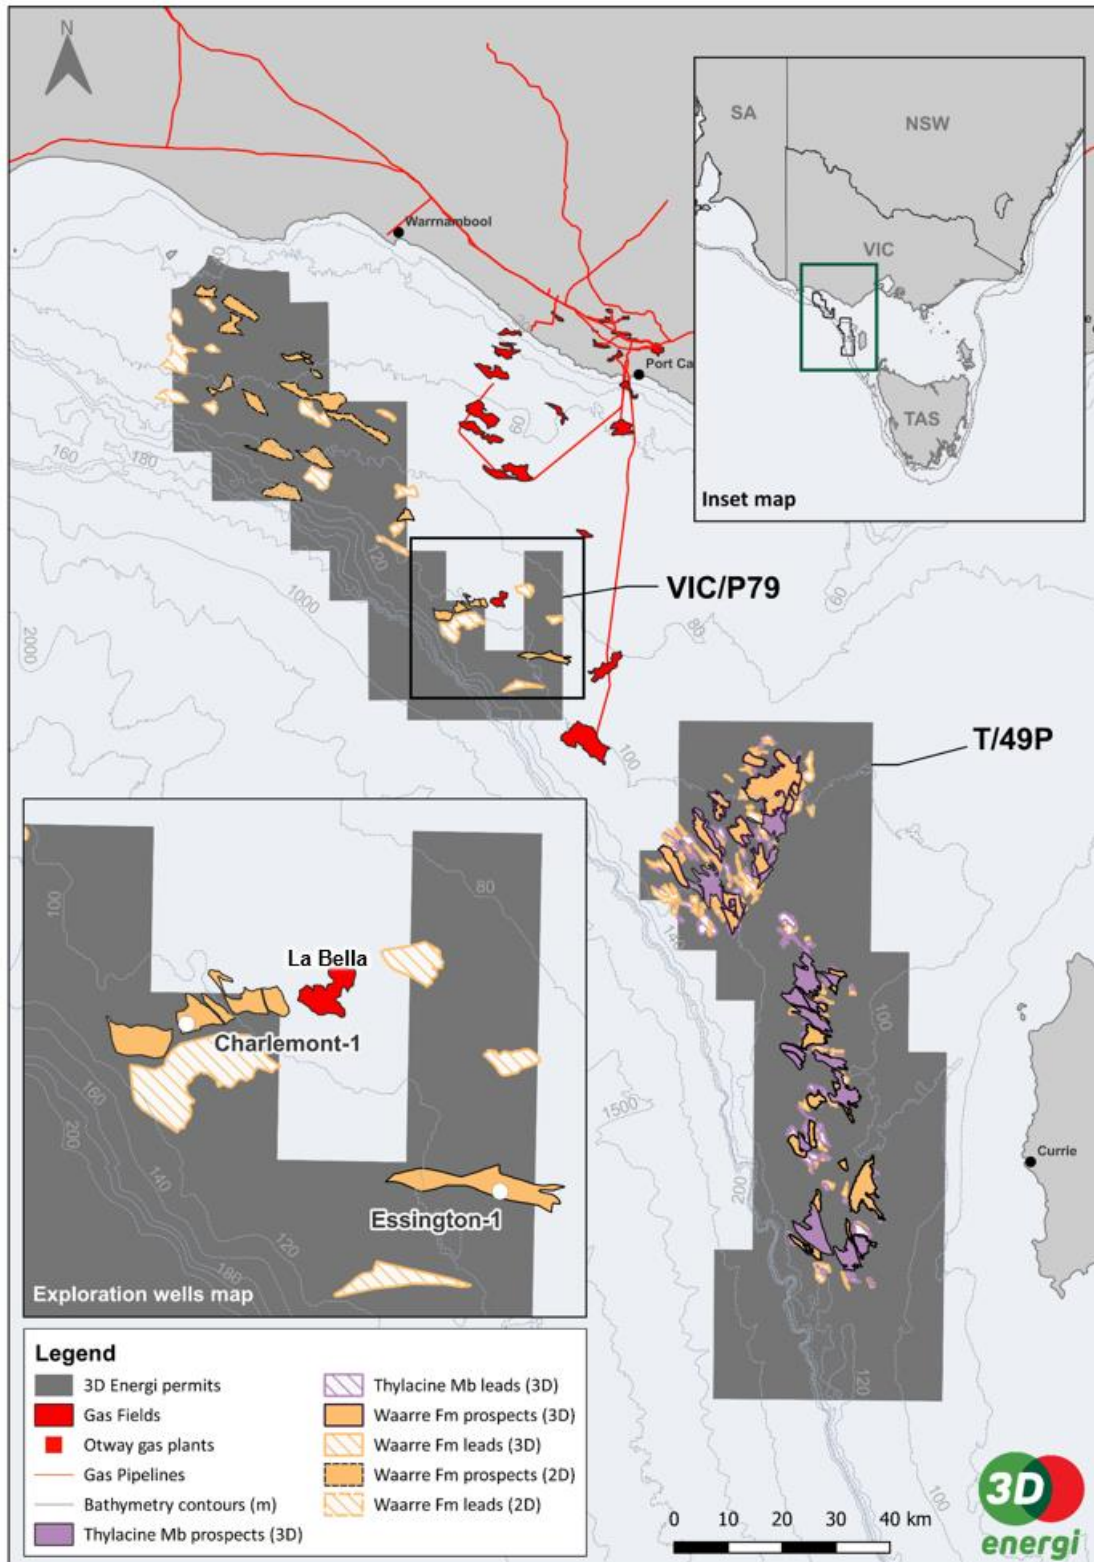 N
SA
NSW
VIC
TAS
Inset map
Warrnambool
Port Ca
60
60
160
180
120
1000
2000
80
VIC/P79
100
T/49P
140
100
1500
200
120
100
Currie
100
80
La Bella
Charlemont-1
160
200
140
Essington-1
120
180
Exploration wells map
Legend
3D Energi permits
Gas Fields
Otway gas plants
Gas Pipelines
Bathymetry contours (m)
Thylacine Mb prospects (3D)
Thylacine Mb leads (3D)
Waarre Fm prospects (3D)
Waarre Fm leads (3D)
Waarre Fm prospects (2D)
Waarre Fm leads (2D)
0 10 20 30 40 km
3D
energi